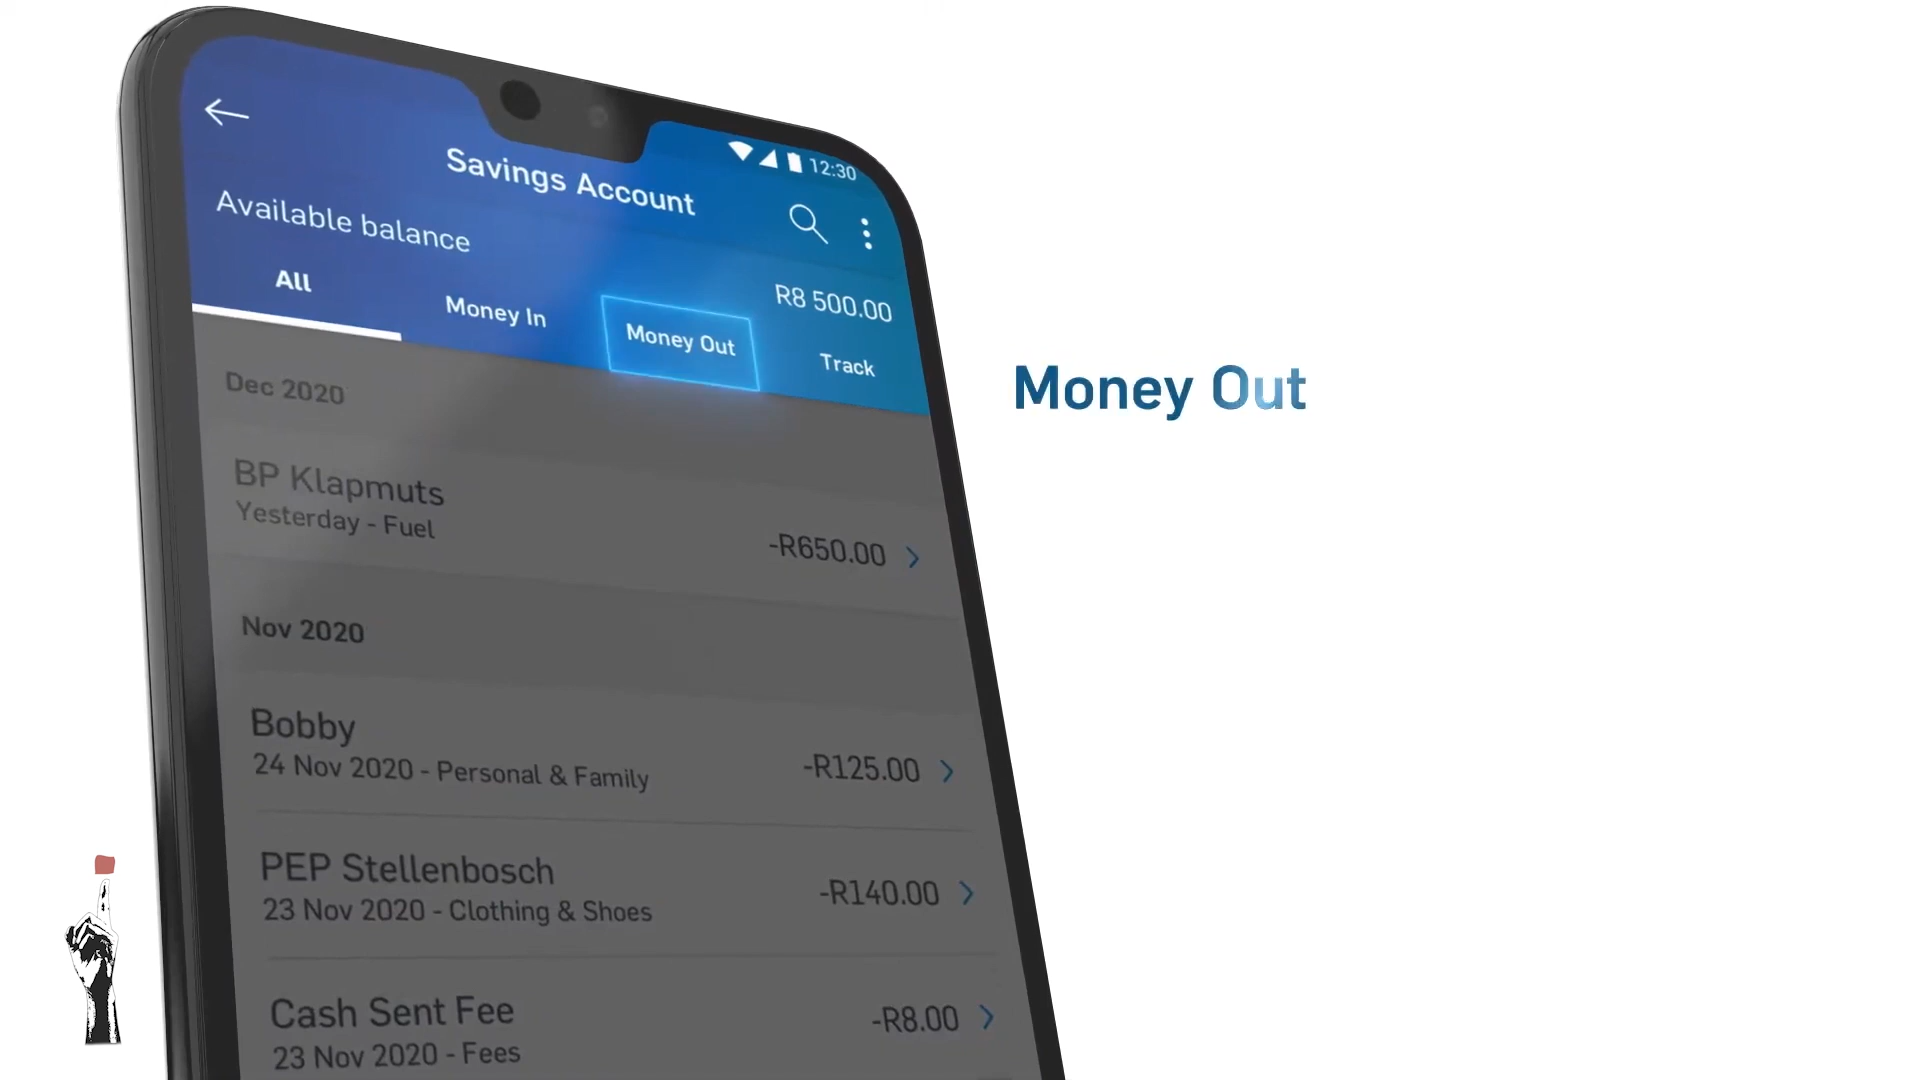 12:30
Savings Account
Available balance
R8 500.00
All
Money In
Money Out
Track
Dec 2020
BP Klapmuts
Yesterday - Fuel
-R650.00
Nov 2020
Bobby
24 Nov 2020 - Personal & Family
-R125.00
PEP Stellenbosch
23 Nov 2020 - Clothing & Shoes
-R140.00
Cash Sent Fee
23 Nov 2020 - Fees
-R8.00
Money Out